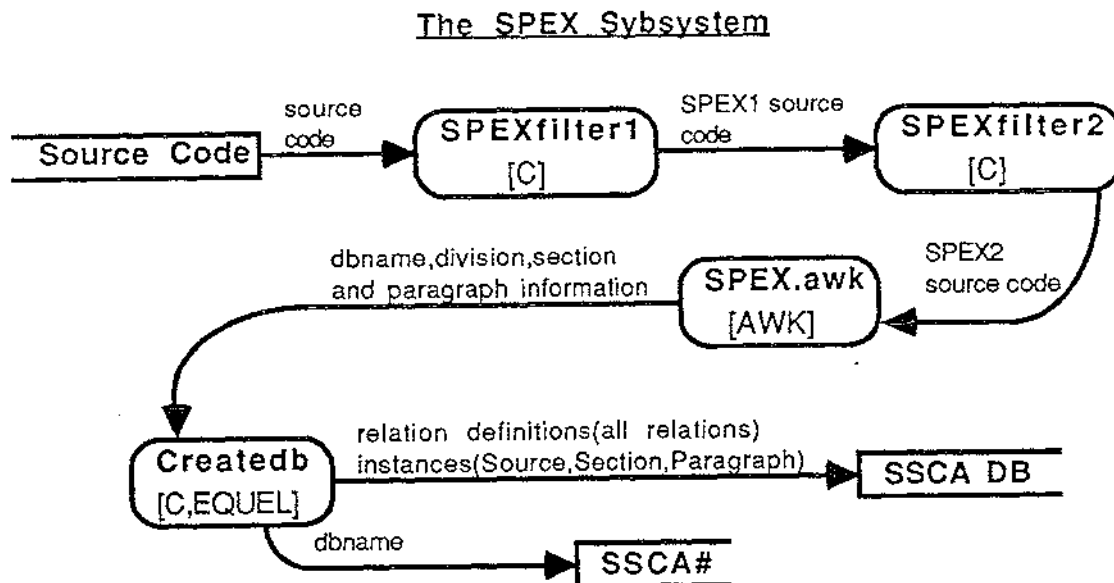 The SPEX Sybsystem
source
code
SPEX1 source
code
Source Code
SPEXfilter1
[C]
SPEXfilter2
[C]
dbname,division,section
and paragraph information
SPEX.awk
[AWK]
SPEX2
source code
Createdb
[C,EQUEL]
relation definitions(all relations)
instances(Source,Section,Paragraph)
SSCA DB
dbname
SSCA#